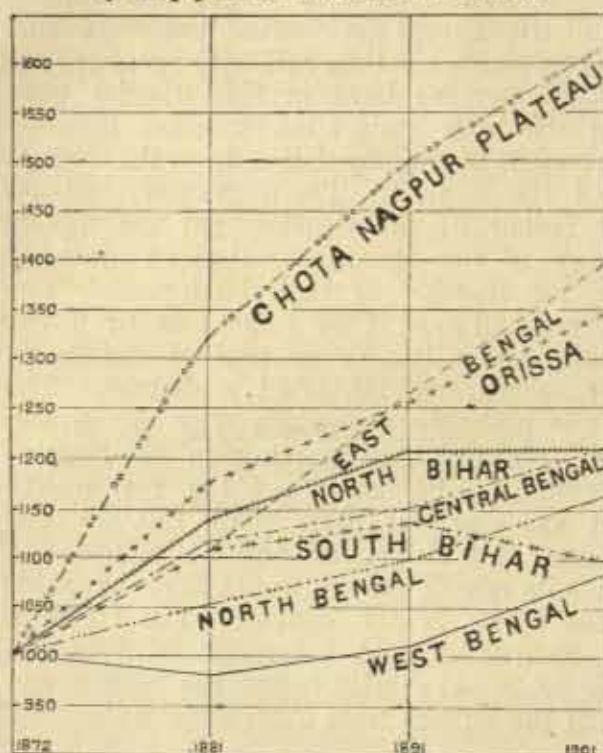 1600
1550
1500
1450
1400
1350
1300
1250
1200
1150
1100
1050
1000
950
CHOTA NAGPUR PLATEAU
EAST BENGAL
ORISSA
NORTH BIHAR
CENTRAL BENGAL
SOUTH BIHAR
NORTH BENGAL
WEST BENGAL
1872 1881 1891 1901